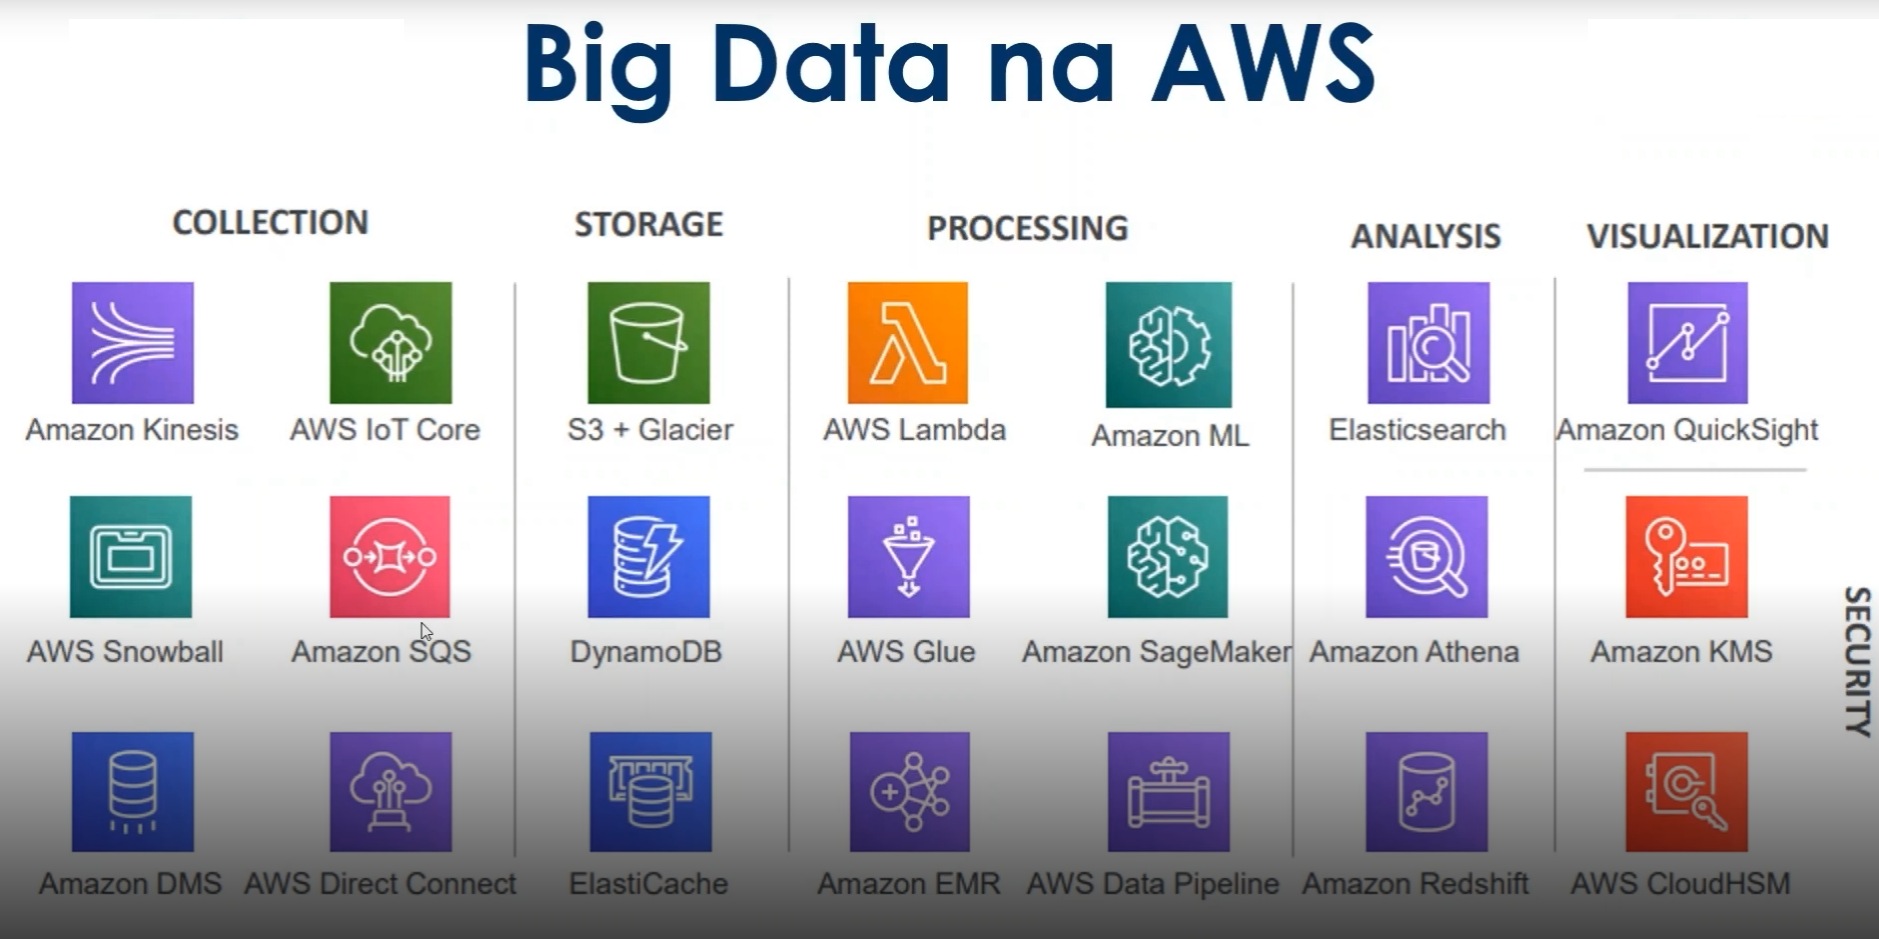 Big Data na AWS
COLLECTION
STORAGE
PROCESSING
ANALYSIS
VISUALIZATION
Amazon Kinesis
AWS IoT Core
S3 + Glacier
AWS Lambda
Amazon ML
Elasticsearch
Amazon QuickSight
AWS Snowball
Amazon SQS
DynamoDB
AWS Glue
Amazon SageMaker
Amazon Athena
Amazon KMS
SECURITY
Amazon DMS
AWS Direct Connect
ElastiCache
Amazon EMR
AWS Data Pipeline
Amazon Redshift
AWS CloudHSM